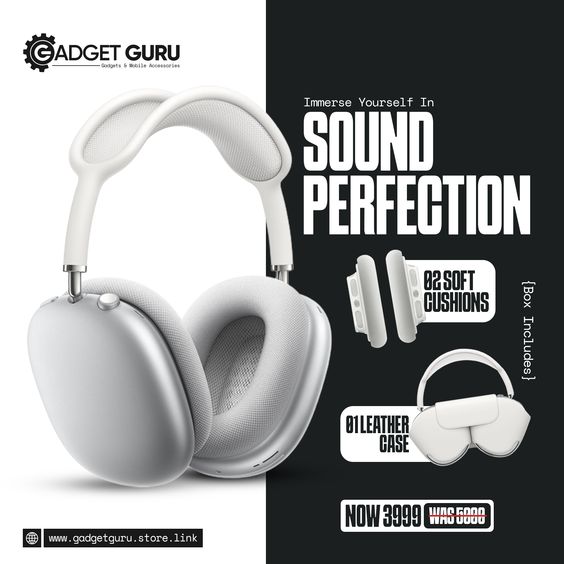 GADGET GURU
Gadgets & Mobile Accessories
Immerse Yourself In
SOUND
PERFECTION
02 SOFT
CUSHIONS
{Box Includes}
01 LEATHER
CASE
NOW 3999 WAS 5000
www.gadgetguru.store.link